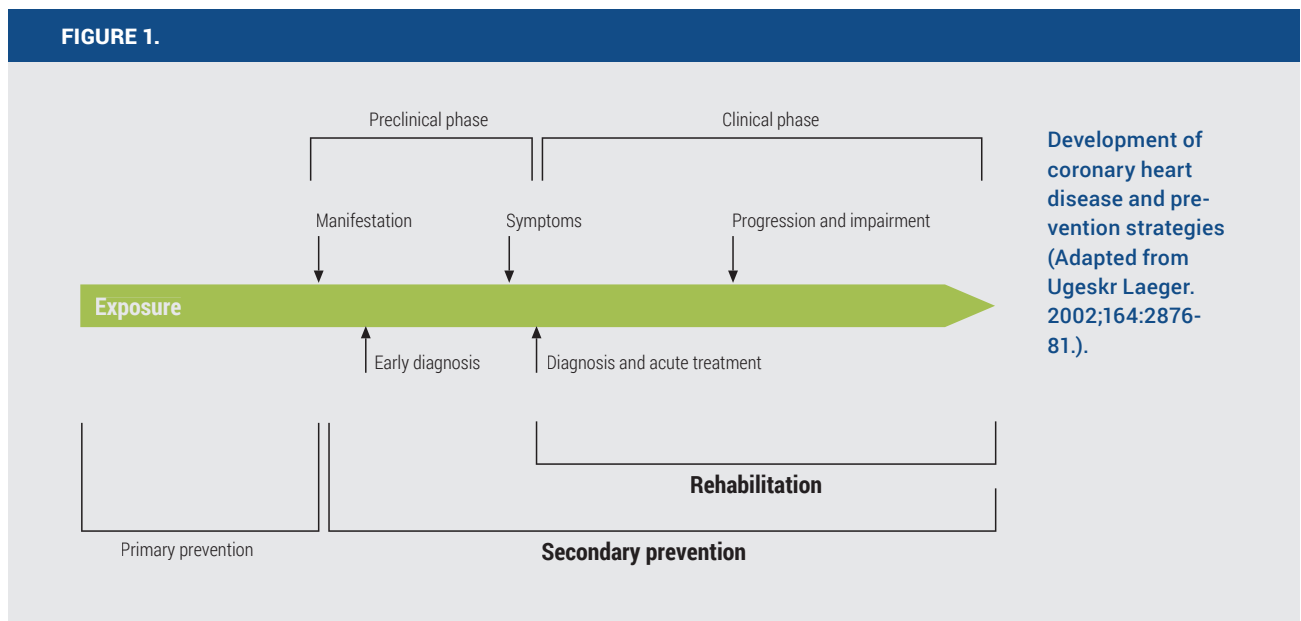 FIGURE 1.
Preclinical phase
Clinical phase
Manifestation
Symptoms
Progression and impairment
Exposure
Early diagnosis
Diagnosis and acute treatment
Rehabilitation
Primary prevention
Secondary prevention
Development of
coronary heart
disease and pre-
vention strategies
(Adapted from
Ugeskr Laeger.
2002;164:2876-
81.).